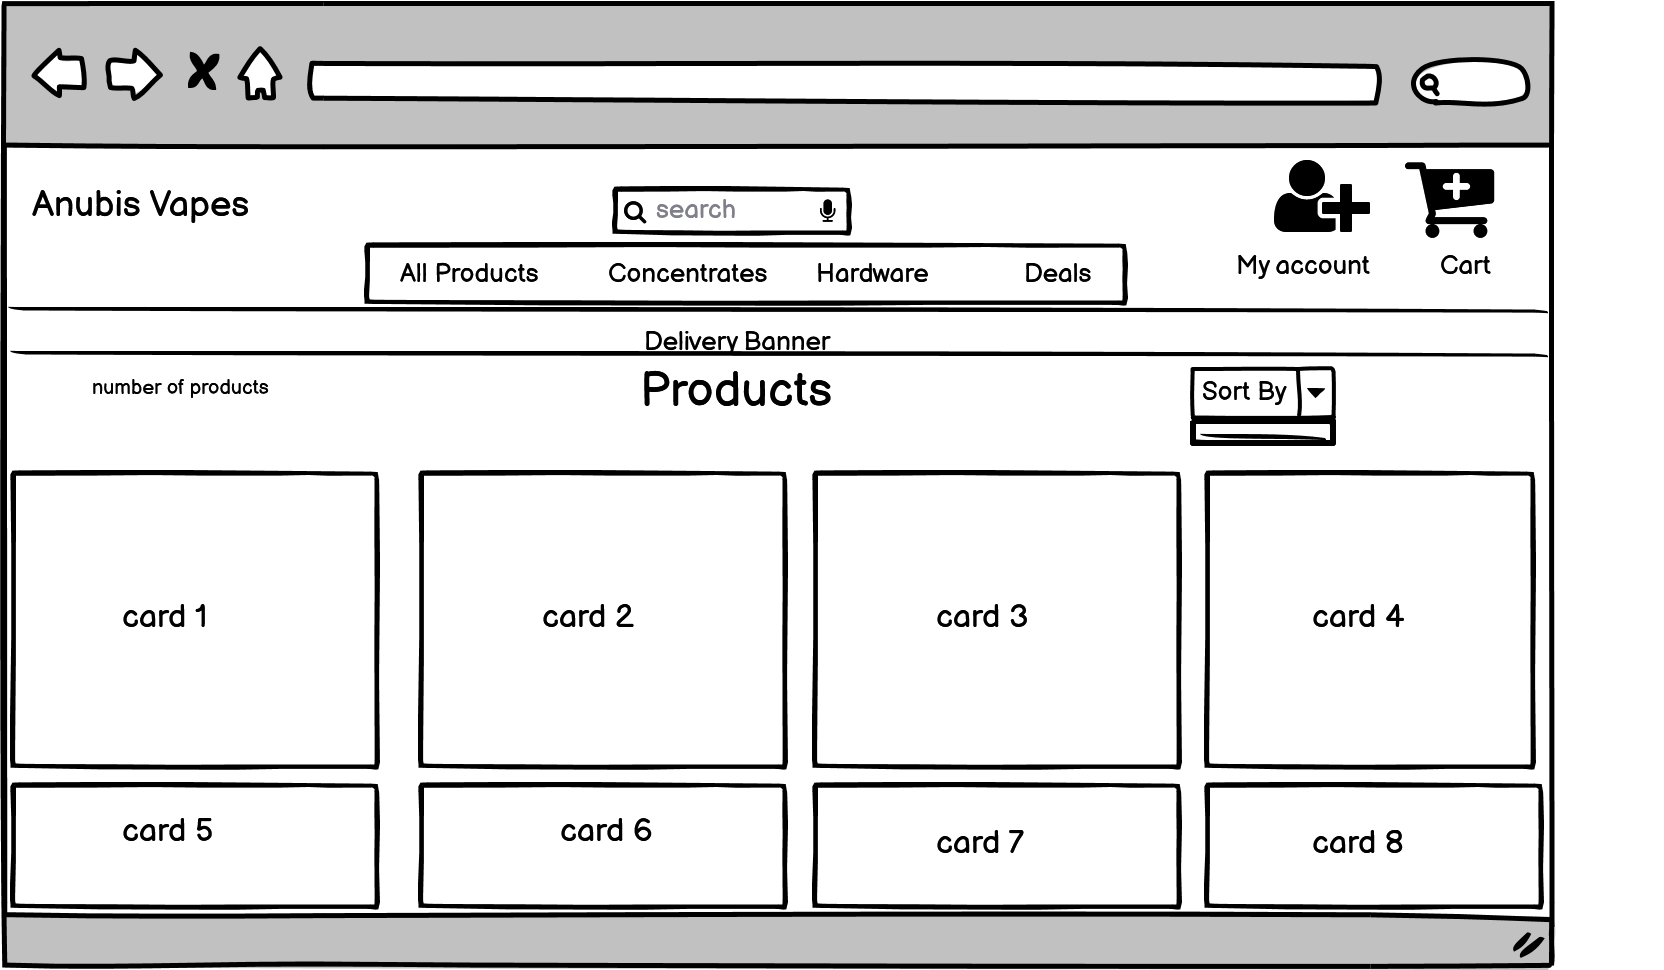 Anubis Vapes
search
My account
Cart
All Products
Concentrates
Hardware
Deals
Delivery Banner
number of products
Products
Sort By
card 1
card 2
card 3
card 4
card 5
card 6
card 7
card 8